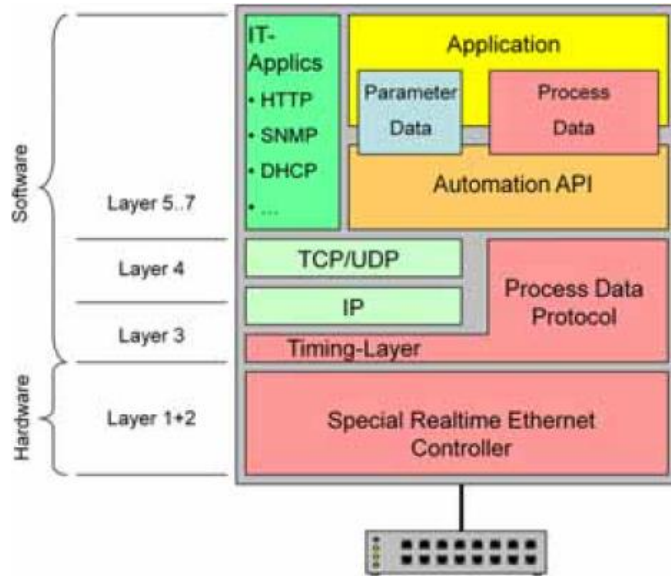 Software
Hardware
Layer 5..7
Layer 4
Layer 3
Layer 1+2
IT-
Applics
• HTTP
• SNMP
• DHCP
• ...
Application
Parameter
Data
Process
Data
Automation API
TCP/UDP
IP
Process Data
Protocol
Timing-Layer
Special Realtime Ethernet
Controller